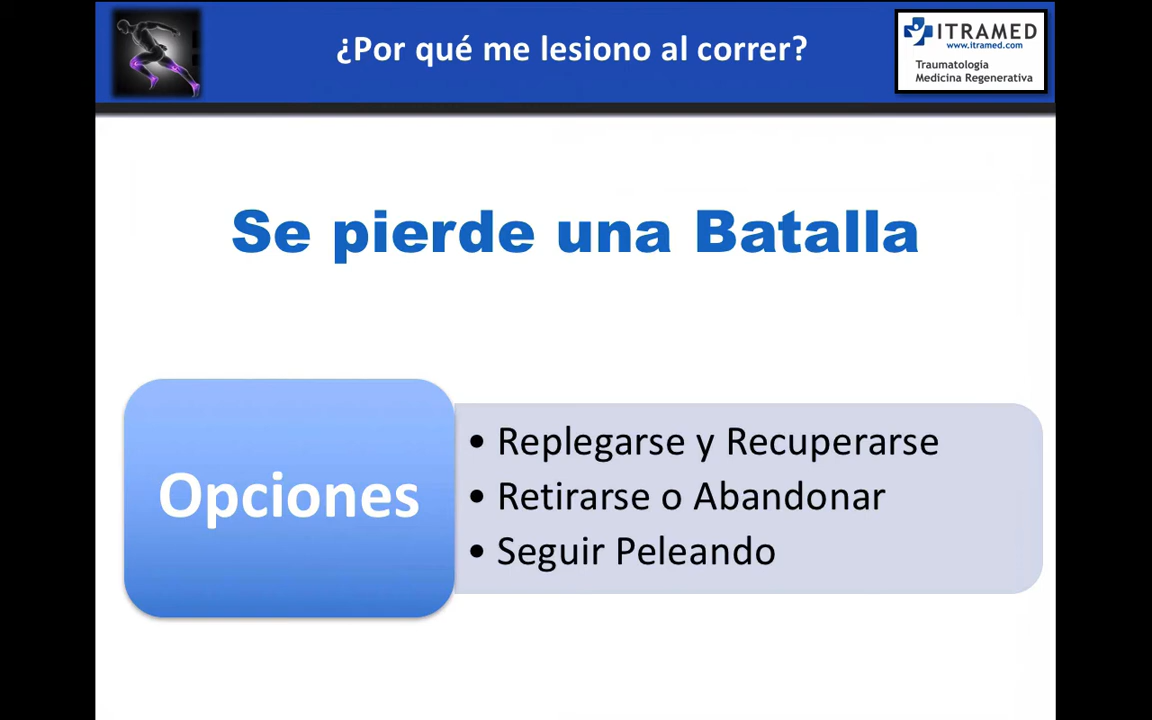 ¿Por qué me lesiono al correr?
ITRAMED
www.itramed.com
Traumatología
Medicina Regenerativa
Se pierde una Batalla
Opciones
• Replegarse y Recuperarse
• Retirarse o Abandonar
• Seguir Peleando